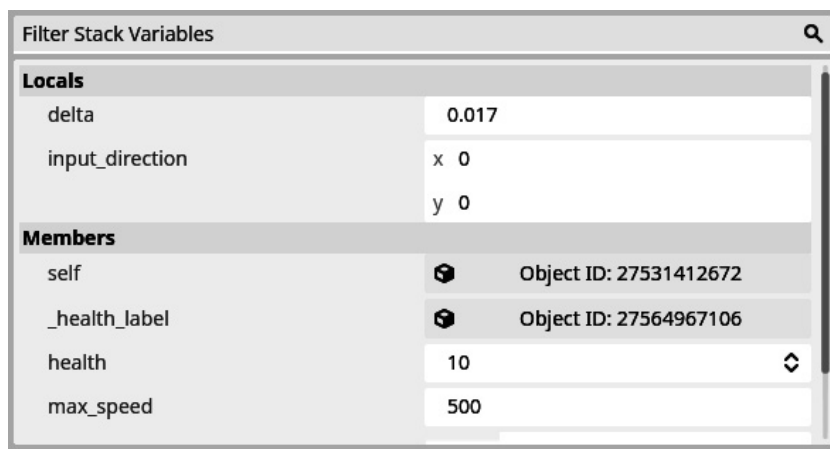 Filter Stack Variables
Locals
delta 0.017
input_direction x 0
y 0
Members
self Object ID: 27531412672
_health_label Object ID: 27564967106
health 10
max_speed 500